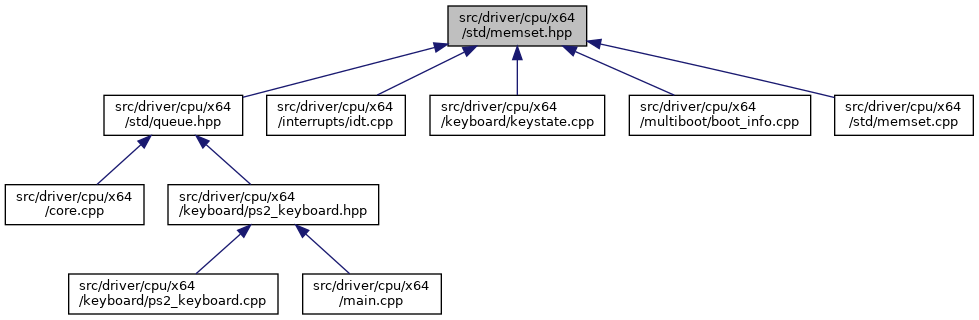 src/driver/cpu/x64
/std/memset.hpp
src/driver/cpu/x64
/std/queue.hpp
src/driver/cpu/x64
/interrupts/idt.cpp
src/driver/cpu/x64
/keyboard/keystate.cpp
src/driver/cpu/x64
/multiboot/boot_info.cpp
src/driver/cpu/x64
/std/memset.cpp
src/driver/cpu/x64
/core.cpp
src/driver/cpu/x64
/keyboard/ps2_keyboard.hpp
src/driver/cpu/x64
/keyboard/ps2_keyboard.cpp
src/driver/cpu/x64
/main.cpp